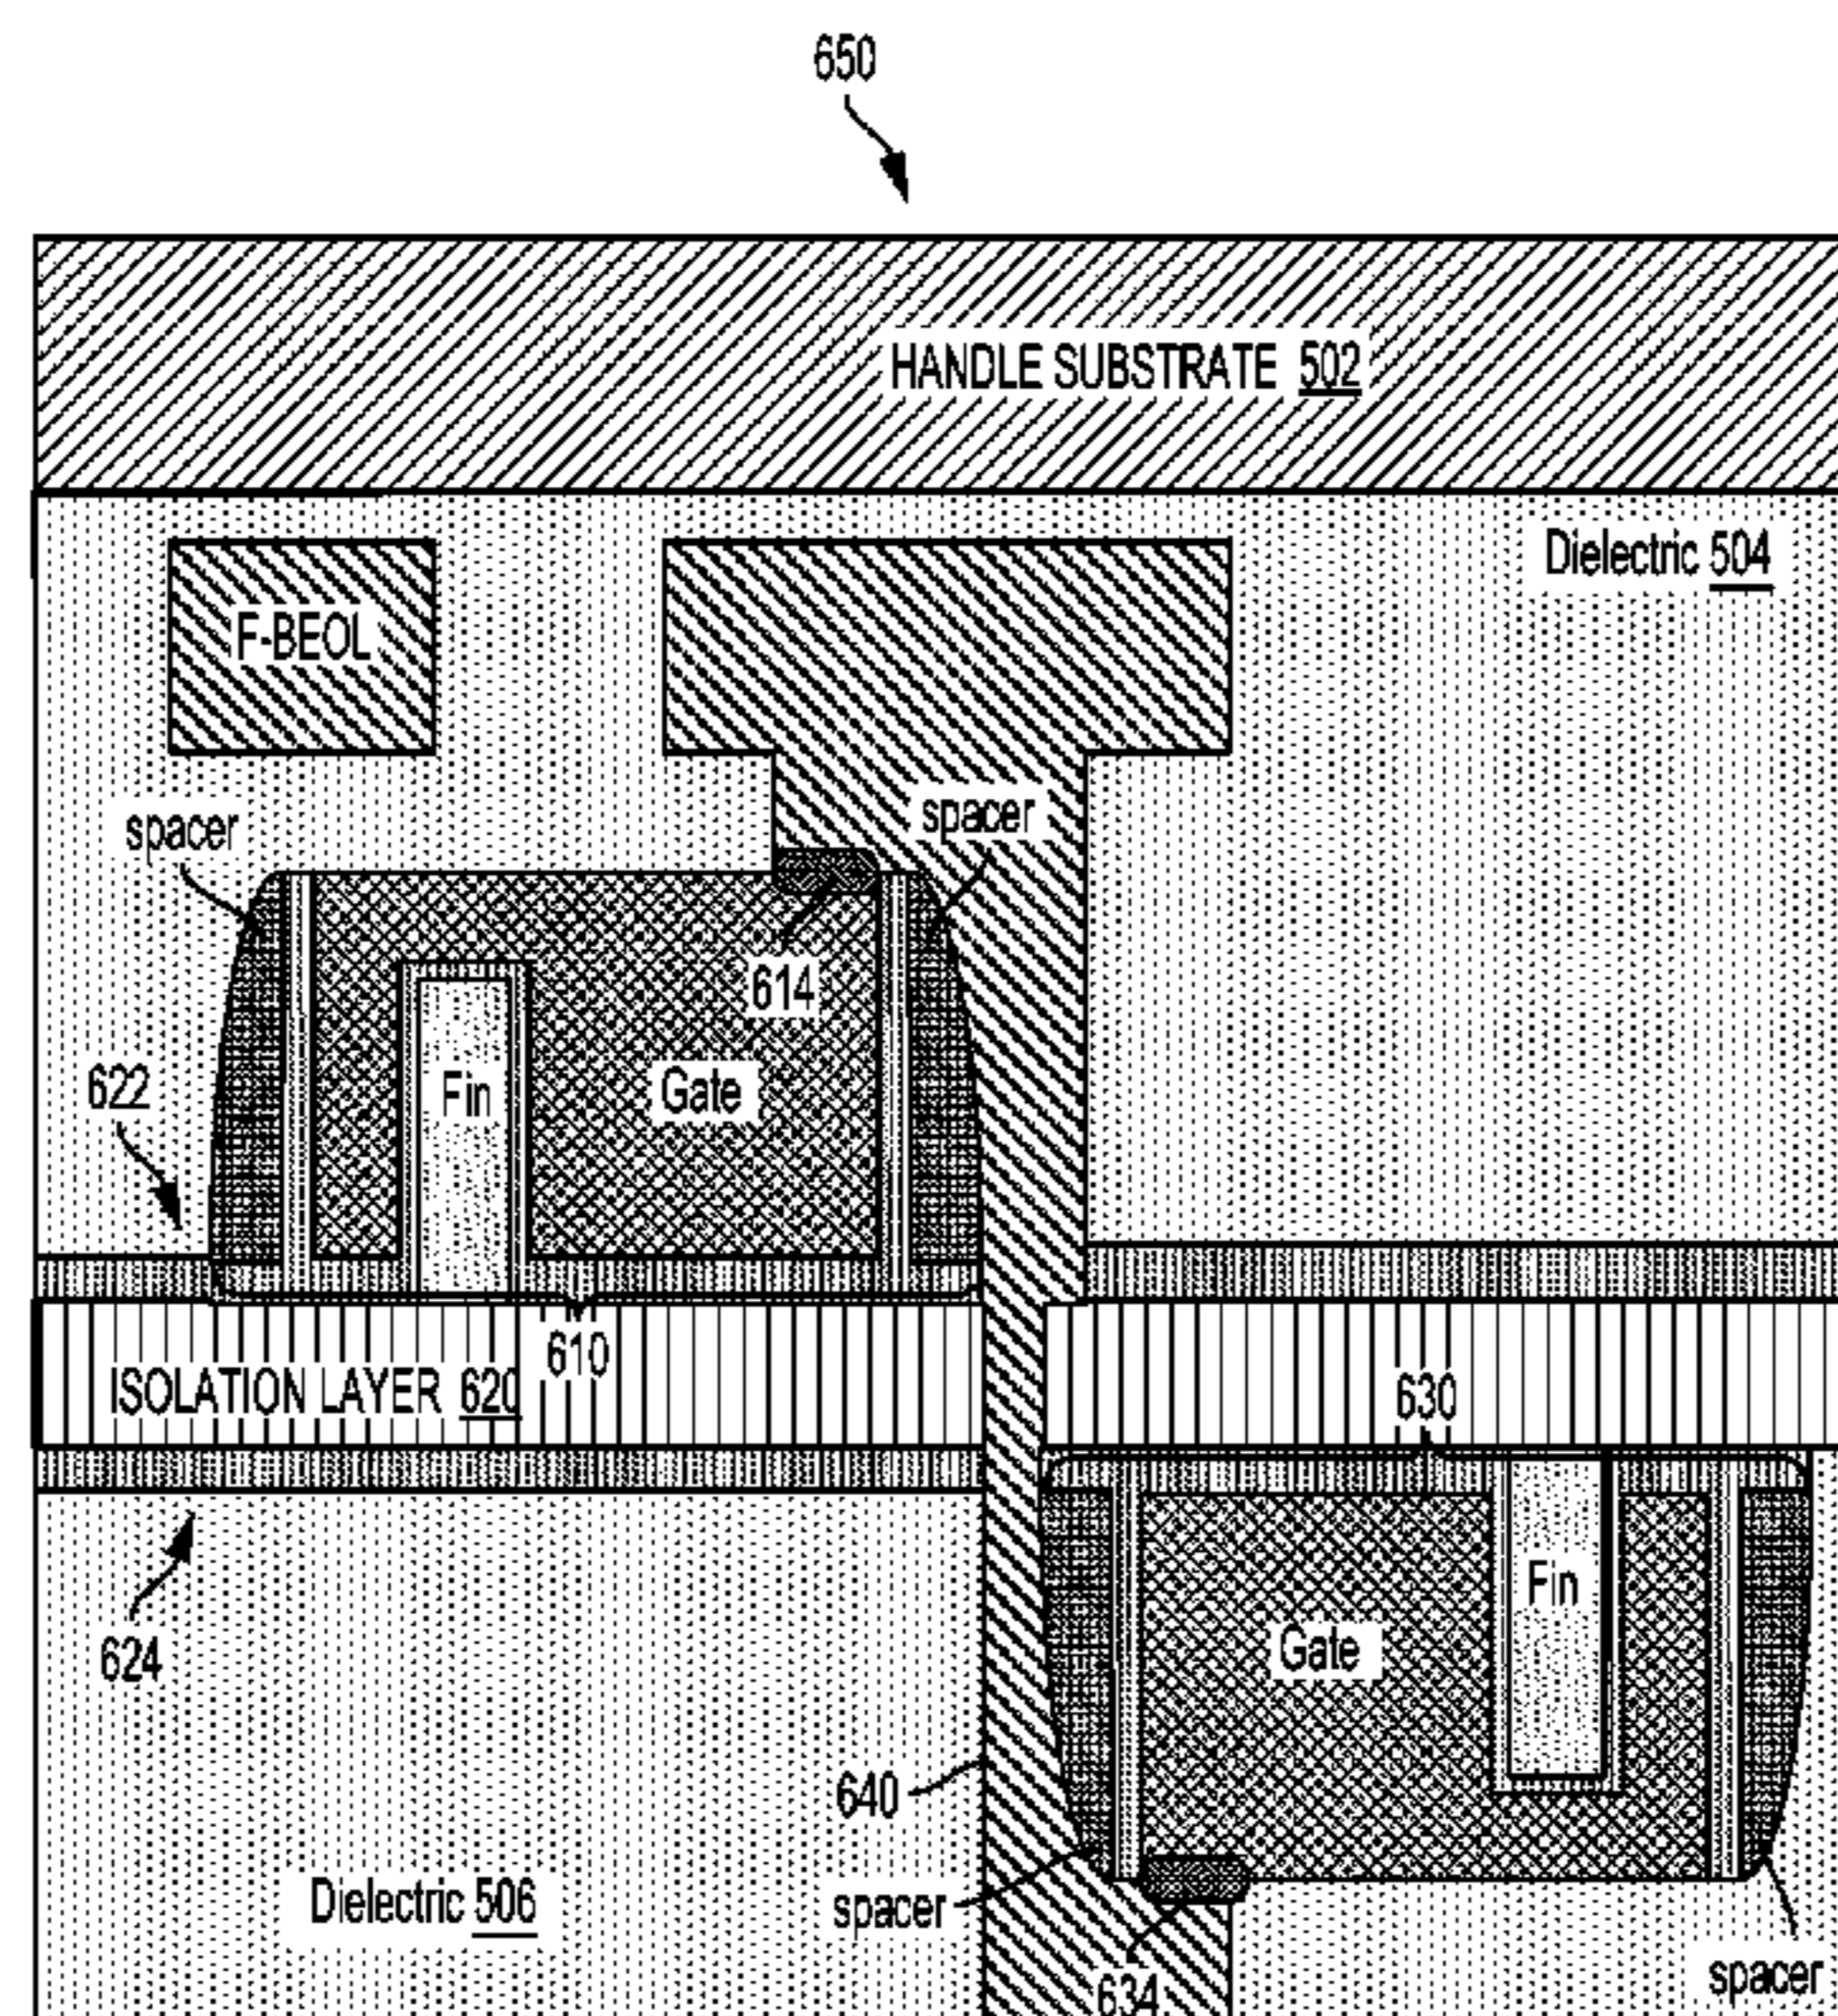 650
HANDLE SUBSTRATE 502
Dielectric 504
F-BEOL
spacer
spacer
614
622
Fin
Gate
610
ISOLATION LAYER 620
630
624
Fin
Gate
640
Dielectric 506
spacer
634
spacer